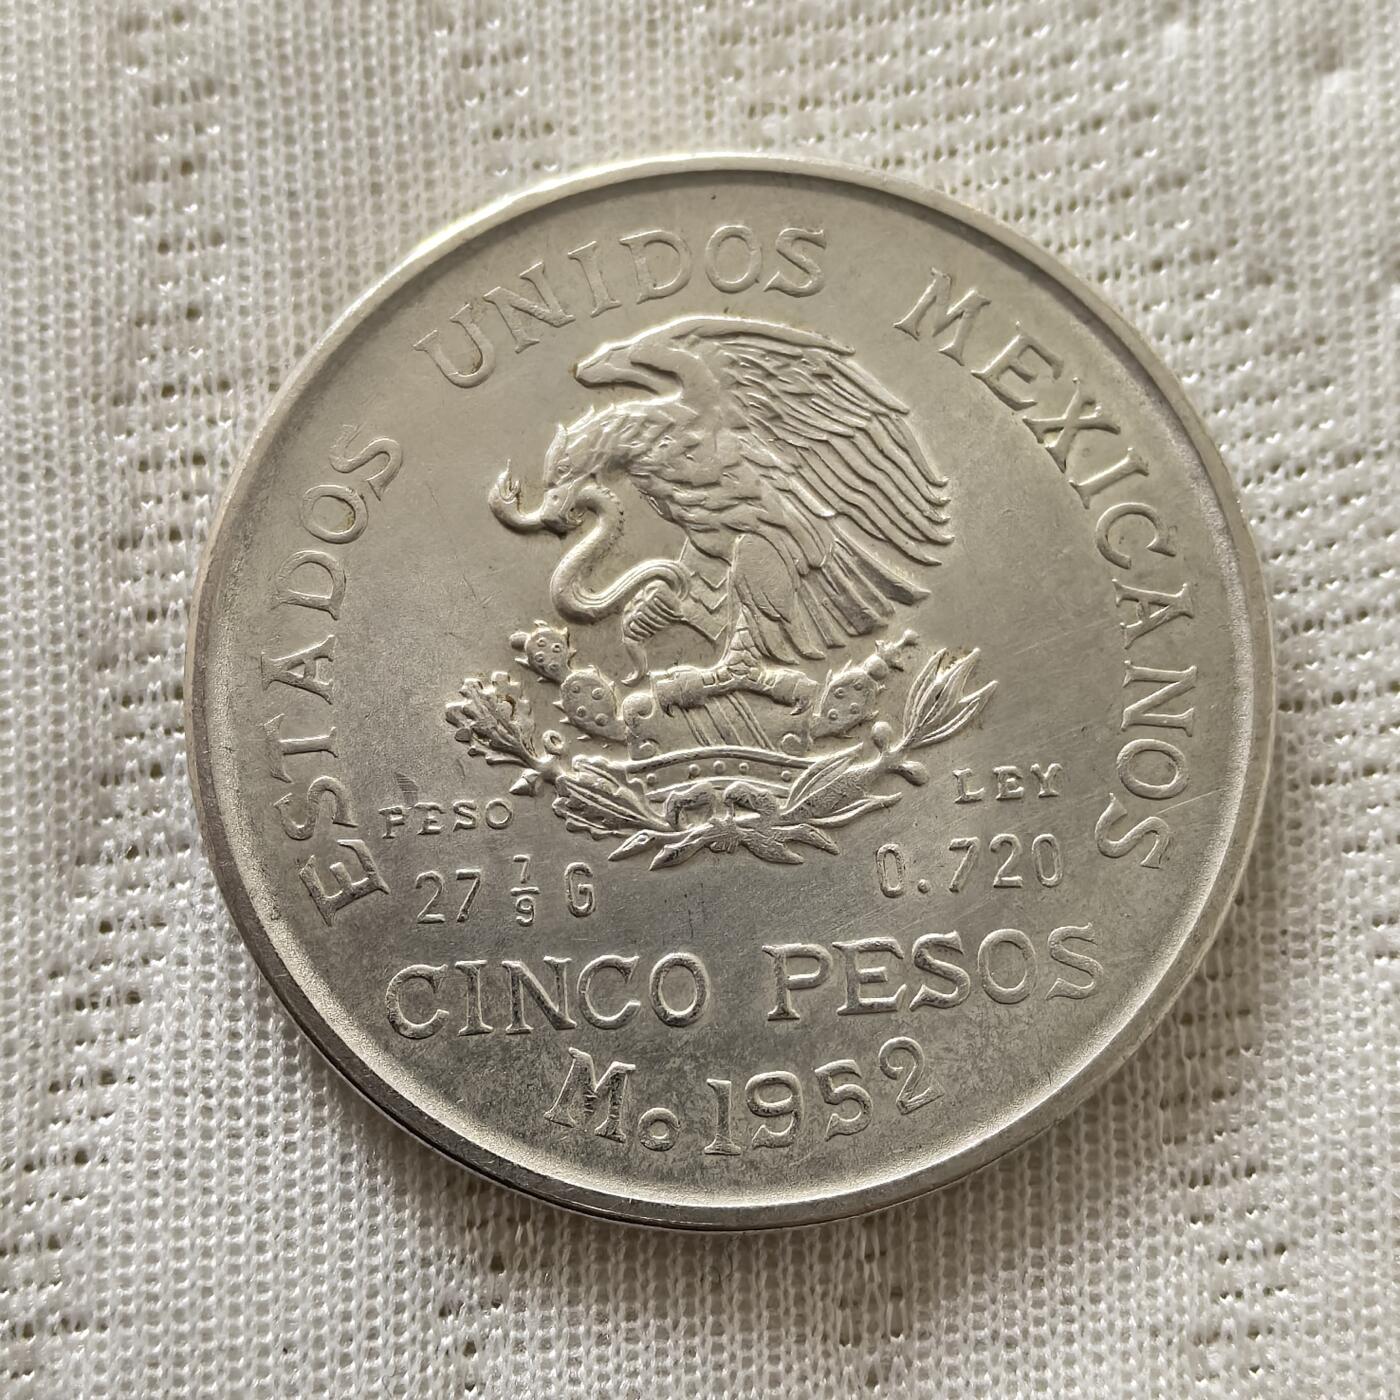 ESTADOS UNIDOS MEXICANOS
PESO
27 7/9 G
LEY
0.720
CINCO PESOS
Mo 1952